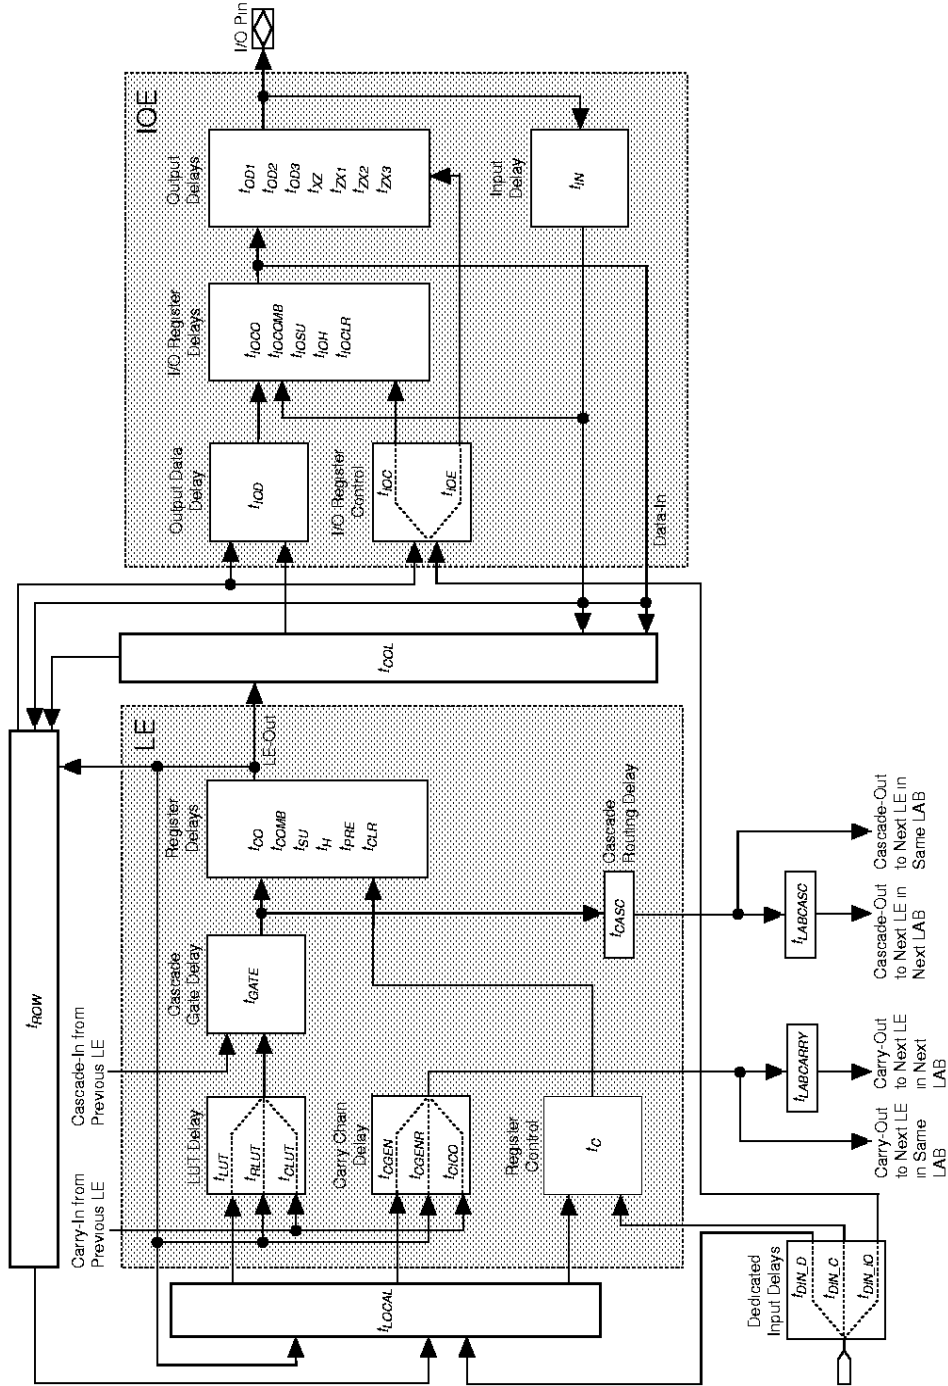 I/O Pin
IOE
Output
Delays
tOD1
tOD2
tOD3
tXZ
tZX1
tZX2
tZX3
Input
Delay
tIN
I/O Register
Delays
tIOCO
tIOCOMB
tIOSU
tIOH
tIOCLR
Output Data
Delay
tIOD
I/O Register
Control
tIOC
tIOE
Data-In
tCOL
tROW
LE
LE-Out
Register
Delays
tCO
tCOMB
tSU
tH
tPRE
tCLR
Cascade
Routing Delay
tCASC
Cascade
Gate Delay
tGATE
Cascade-In from
Previous LE
Carry-In from
Previous LE
LUT Delay
tLUT
tRLUT
tCLUT
Carry Chain
Delay
tCGEN
tCGENR
tCICO
Register
Control
tC
tLOCAL
Dedicated
Input Delays
tDIN_D
tDIN_C
tDIN_IO
tLABCARRY
tLABCASC
Carry-Out
to Next LE
in Same
LAB
Carry-Out
to Next LE
in Next
LAB
Cascade-Out
to Next LE in
Next LAB
Cascade-Out
to Next LE in
Same LAB